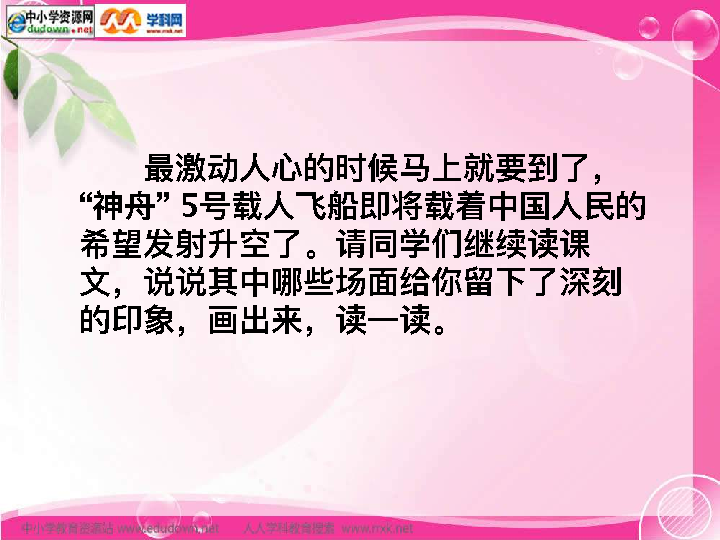 中小学资源网
dudown.net
学科网
www.nxk.net
最激动人心的时候马上就要到了，
“神舟” 5号载人飞船即将载着中国人民的
希望发射升空了。请同学们继续读课
文，说说其中哪些场面给你留下了深刻
的印象，画出来，读一读。
中小学教育资源站 www.edudown.net 人人学科教育搜索 www.rrxk.net